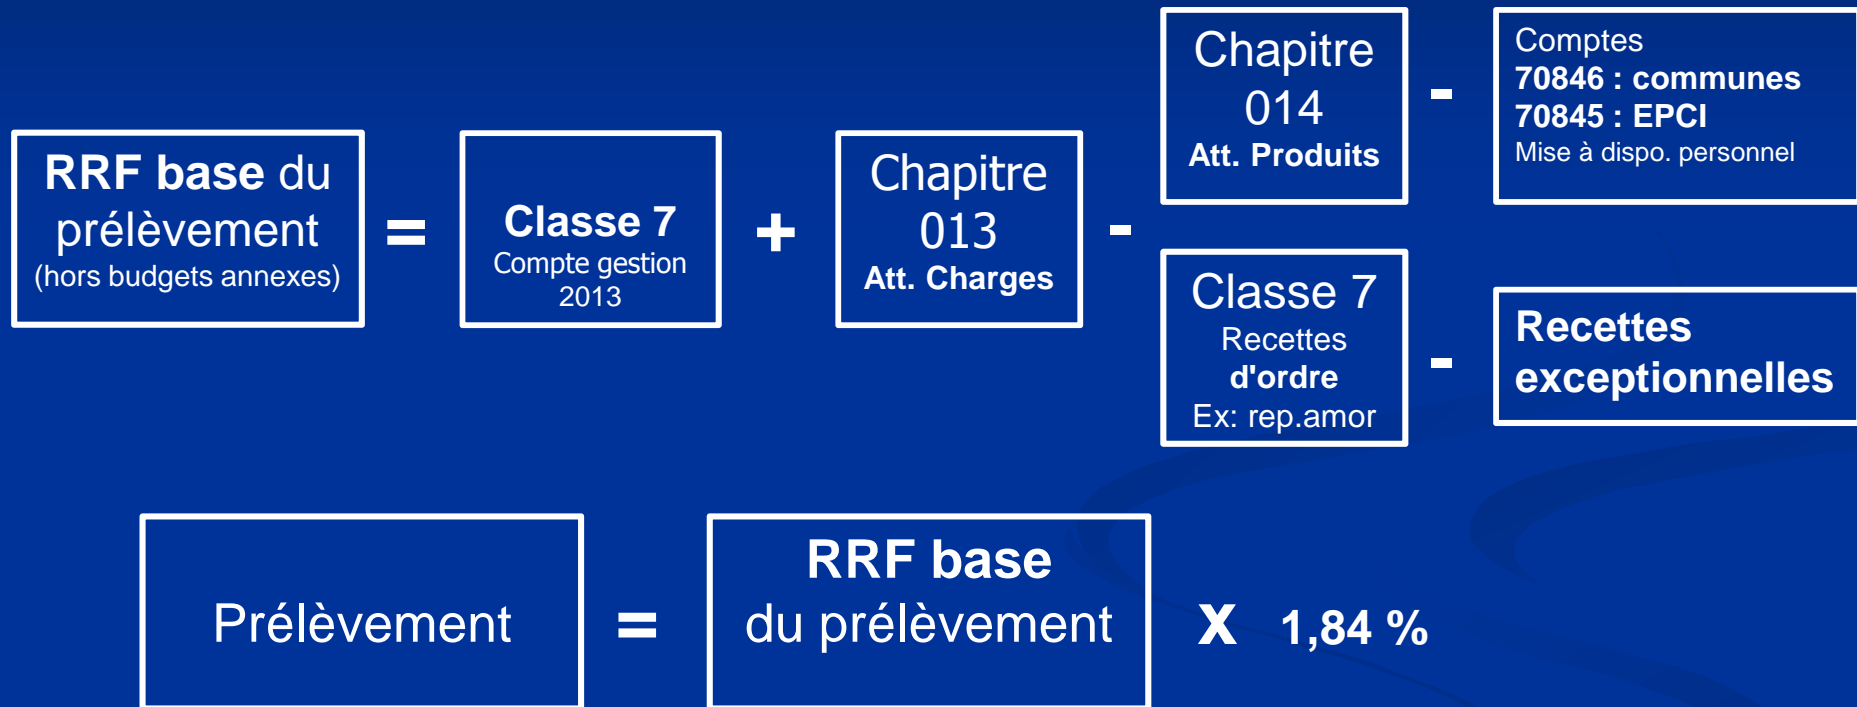 RRF base du
prélèvement
(hors budgets annexes)
=
Classe 7
Compte gestion
2013
+
Chapitre
013
Att. Charges
-
Chapitre
014
Att. Produits
-
Comptes
70846 : communes
70845 : EPCI
Mise à dispo. personnel
Classe 7
Recettes
d'ordre
Ex: rep.amor
-
Recettes
exceptionnelles
Prélèvement
=
RRF base
du prélèvement
x 1,84 %